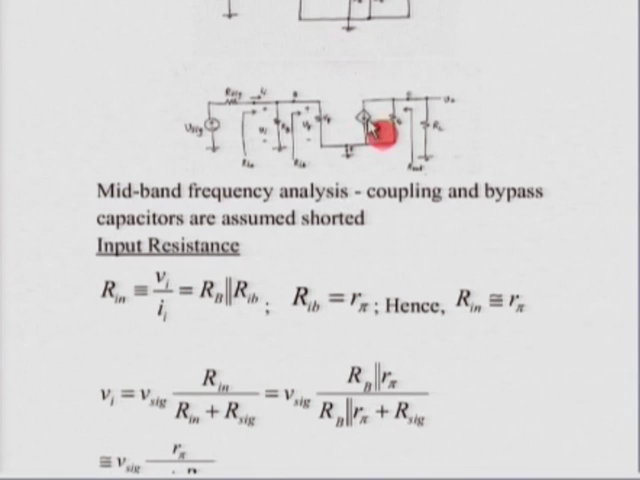 Mid-band frequency analysis - coupling and bypass
capacitors are assumed shorted
Input Resistance
R_in ≡ v_i / i_i = R_B || R_ib ; R_ib = r_π ; Hence, R_in ≅ r_π
v_i = v_sig R_in / (R_in + R_sig) = v_sig R_B || r_π / (R_B || r_π + R_sig)
≅ v_sig r_π